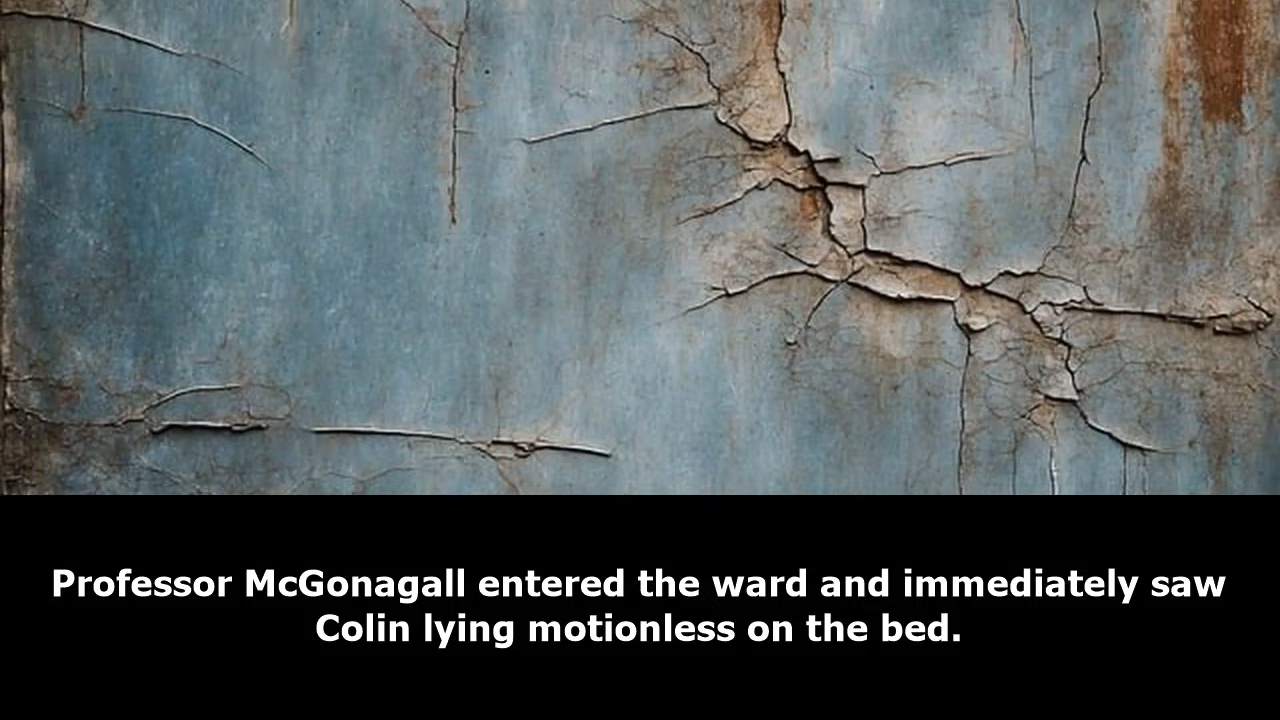 Professor McGonagall entered the ward and immediately saw
Colin lying motionless on the bed.